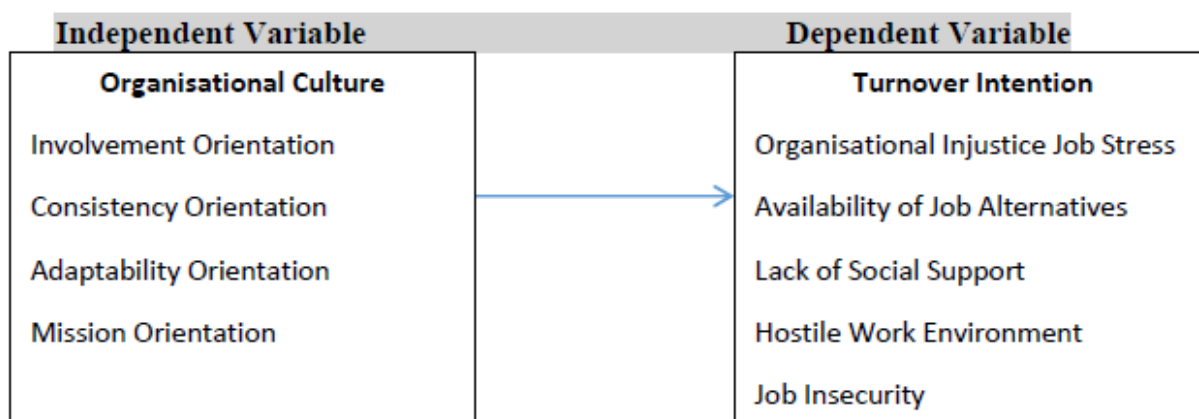 Independent Variable
Dependent Variable
Organisational Culture
Involvement Orientation
Consistency Orientation
Adaptability Orientation
Mission Orientation
Turnover Intention
Organisational Injustice Job Stress
Availability of Job Alternatives
Lack of Social Support
Hostile Work Environment
Job Insecurity